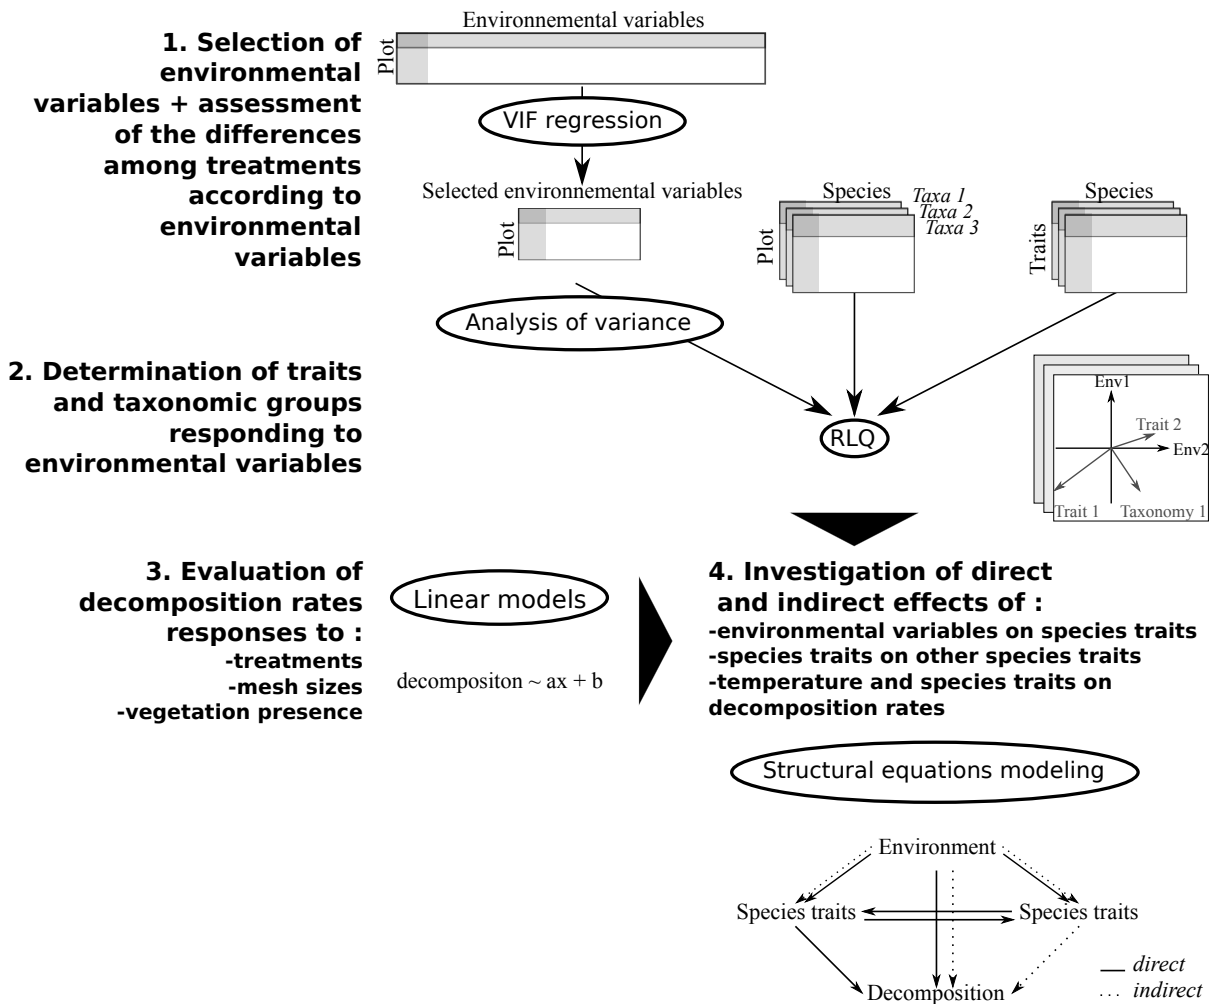 Environnemental variables
Plot
1. Selection of
environmental
variables + assessment
of the differences
among treatments
according to
environmental
variables
VIF regression
Selected environnemental variables
Plot
Species
Taxa 1
Taxa 2
Taxa 3
Plot
Species
Traits
Analysis of variance
2. Determination of traits
and taxonomic groups
responding to
environmental variables
RLQ
Env1
Trait 2
Env2
Trait 1
Taxonomy 1
3. Evaluation of
decomposition rates
responses to :
-treatments
-mesh sizes
-vegetation presence
Linear models
decompositon ~ ax + b
4. Investigation of direct
and indirect effects of :
-environmental variables on species traits
-species traits on other species traits
-temperature and species traits on
decomposition rates
Structural equations modeling
Environment
Species traits
Species traits
Decomposition
direct
indirect